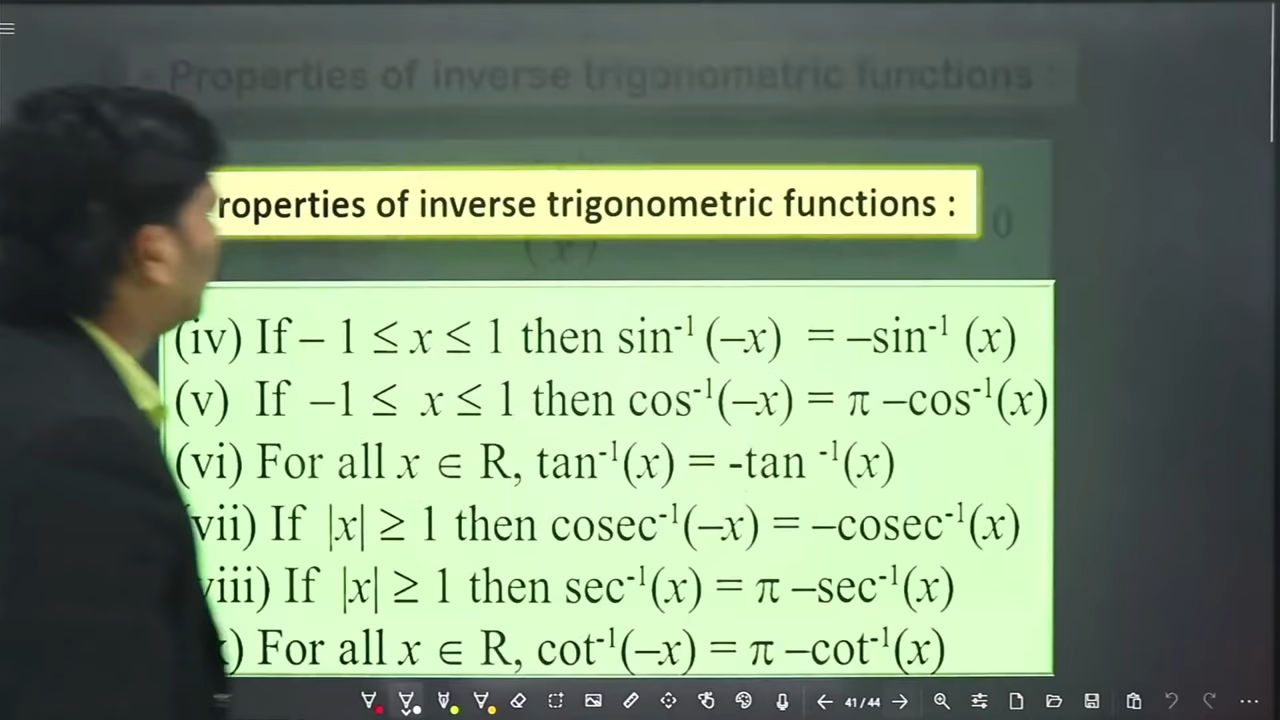 Properties of inverse trigonometric functions :
roperties of inverse trigonometric functions :
0
(iv) If – 1 ≤ x ≤ 1 then sin⁻¹ (–x) = –sin⁻¹ (x)
(v) If –1 ≤ x ≤ 1 then cos⁻¹(–x) = π –cos⁻¹(x)
(vi) For all x ∈ R, tan⁻¹(x) = -tan ⁻¹(x)
vii) If |x| ≥ 1 then cosec⁻¹(–x) = –cosec⁻¹(x)
viii) If |x| ≥ 1 then sec⁻¹(x) = π –sec⁻¹(x)
) For all x ∈ R, cot⁻¹(–x) = π –cot⁻¹(x)
41 / 44